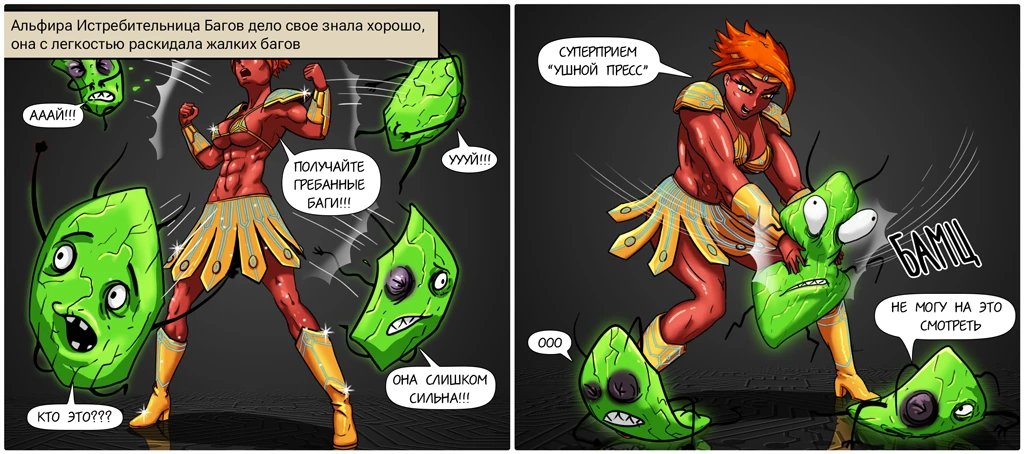 Альфира Истребительница Багов дело свое знала хорошо,
она с легкостью раскидала жалких багов
АААЙ!!!
УУУЙ!!!
ПОЛУЧАЙТЕ
ГРЕБАННЫЕ
БАГИ!!!
КТО ЭТО???
ОНА СЛИШКОМ
СИЛЬНА!!!
СУПЕРПРИЕМ
"УШНОЙ ПРЕСС"
БАМЦ
ООО
НЕ МОГУ НА ЭТО
СМОТРЕТЬ